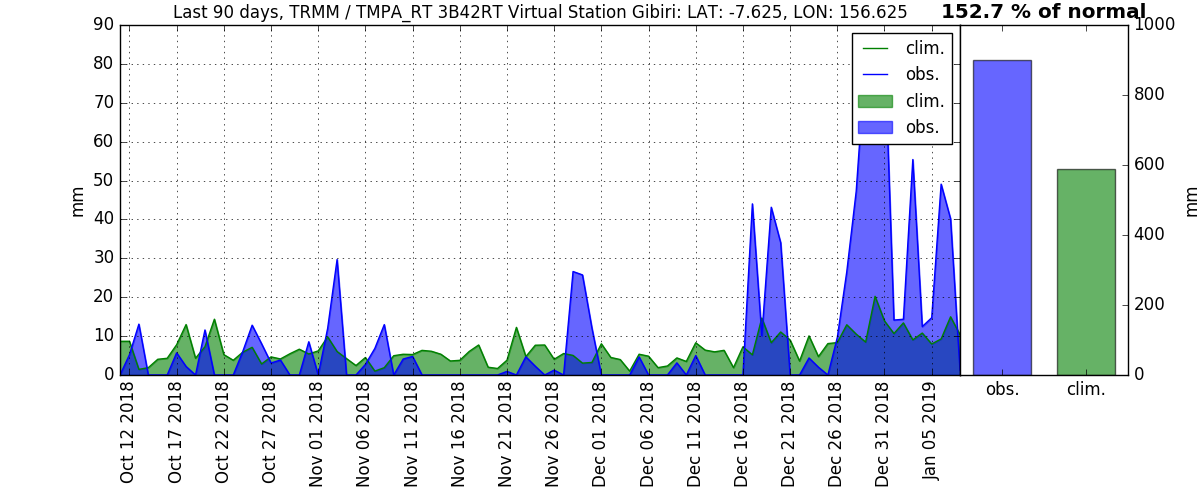 Last 90 days, TRMM / TMPA_RT 3B42RT Virtual Station Gibiri: LAT: -7.625, LON: 156.625
152.7 % of normal
90
80
70
60
50
40
30
20
10
0
mm
clim.
obs.
clim.
obs.
1000
800
600
400
200
0
mm
Oct 12 2018
Oct 17 2018
Oct 22 2018
Oct 27 2018
Nov 01 2018
Nov 06 2018
Nov 11 2018
Nov 16 2018
Nov 21 2018
Nov 26 2018
Dec 01 2018
Dec 06 2018
Dec 11 2018
Dec 16 2018
Dec 21 2018
Dec 26 2018
Dec 31 2018
Jan 05 2019
obs.
clim.